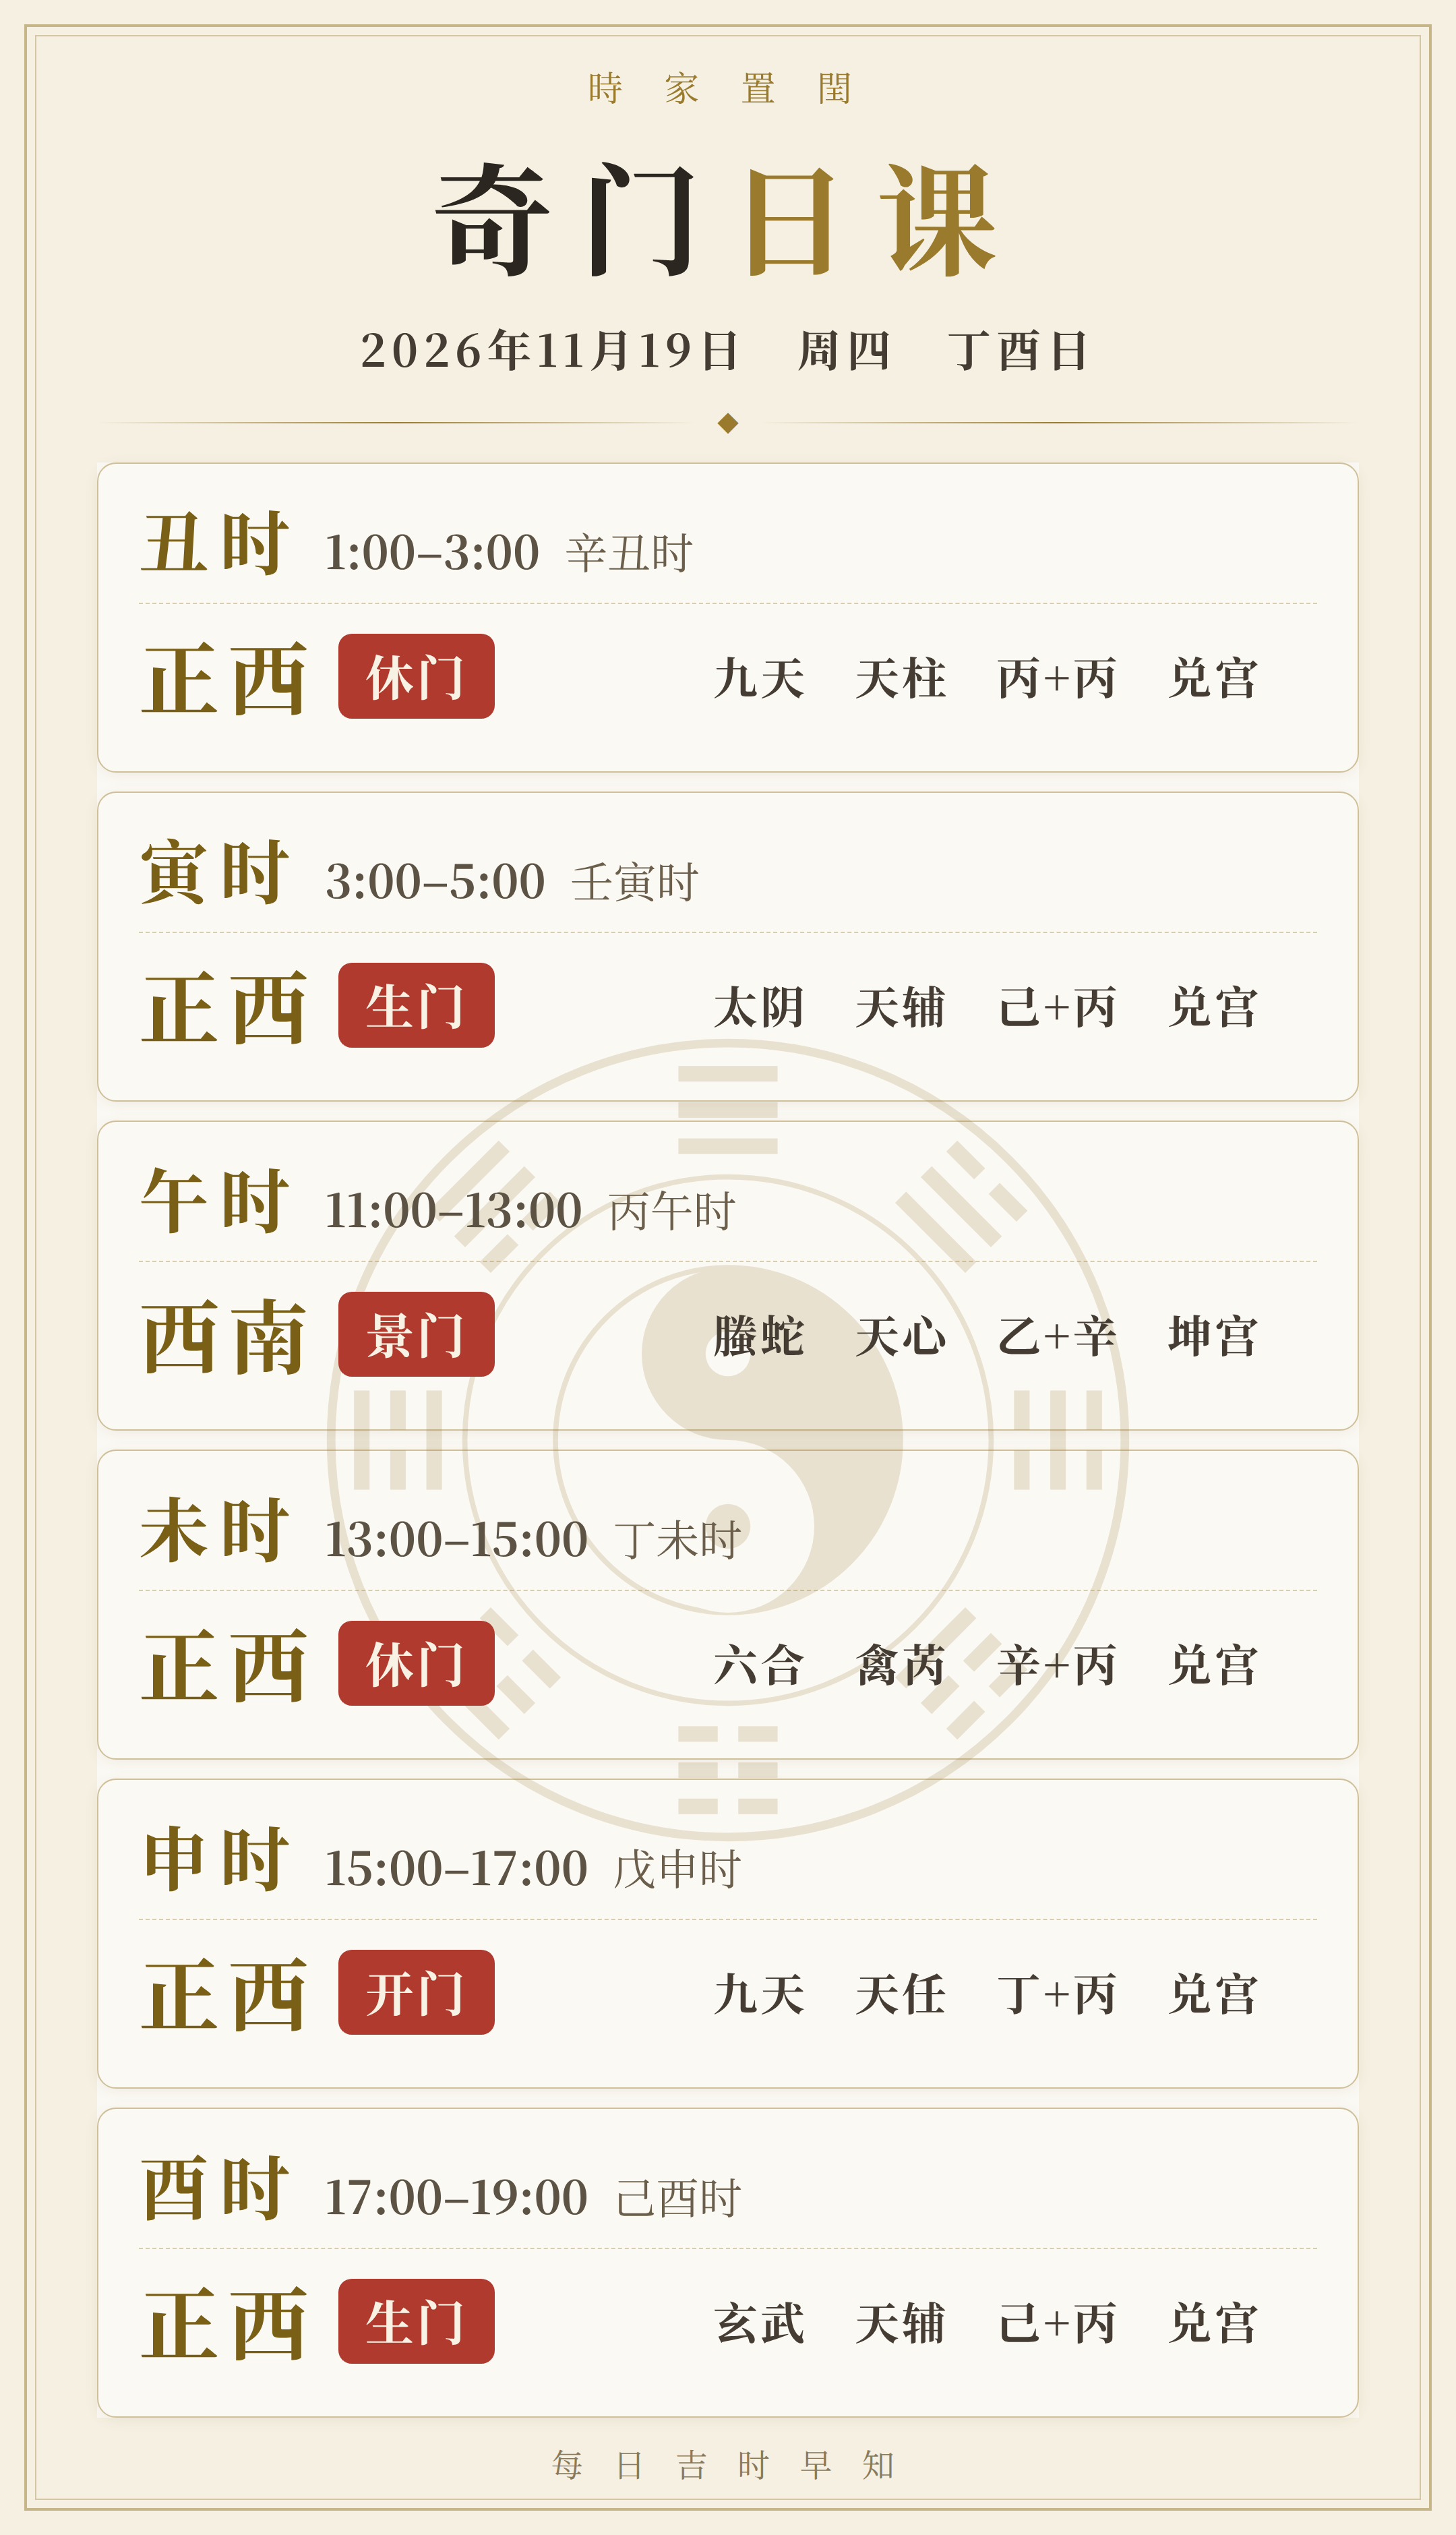 時家置閏
奇门日课
2026年11月19日 周四 丁酉日
丑时 1:00–3:00 辛丑时
正西 休门 九天 天柱 丙+丙 兑宫
寅时 3:00–5:00 壬寅时
正西 生门 太阴 天辅 己+丙 兑宫
午时 11:00–13:00 丙午时
西南 景门 螣蛇 天心 乙+辛 坤宫
未时 13:00–15:00 丁未时
正西 休门 六合 禽芮 辛+丙 兑宫
申时 15:00–17:00 戊申时
正西 开门 九天 天任 丁+丙 兑宫
酉时 17:00–19:00 己酉时
正西 生门 玄武 天辅 己+丙 兑宫
每日吉时早知